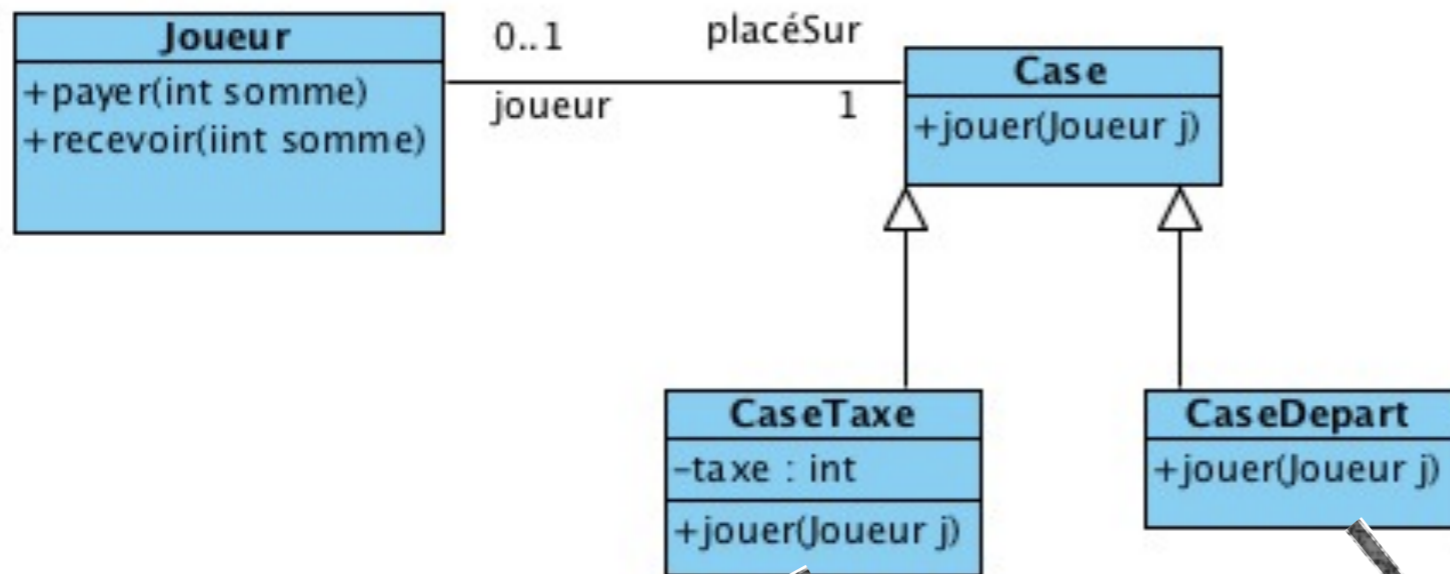 Joueur
+payer(int somme)
+recevoir(iint somme)
0..1
placéSur
joueur
1
Case
+jouer(Joueur j)
CaseTaxe
-taxe : int
+jouer(Joueur j)
CaseDepart
+jouer(Joueur j)